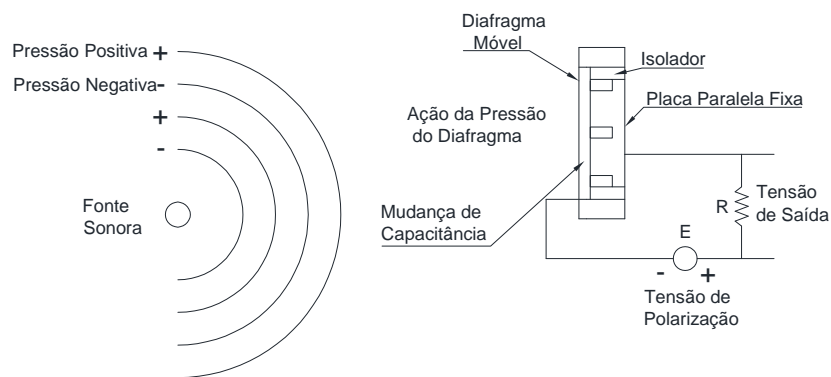 Pressão Positiva +
Pressão Negativa -
+
-
Fonte
Sonora
Diafragma
Móvel
Isolador
Placa Paralela Fixa
Ação da Pressão
do Diafragma
Mudança de
Capacitância
R
Tensão
de Saída
E
- +
Tensão de
Polarização